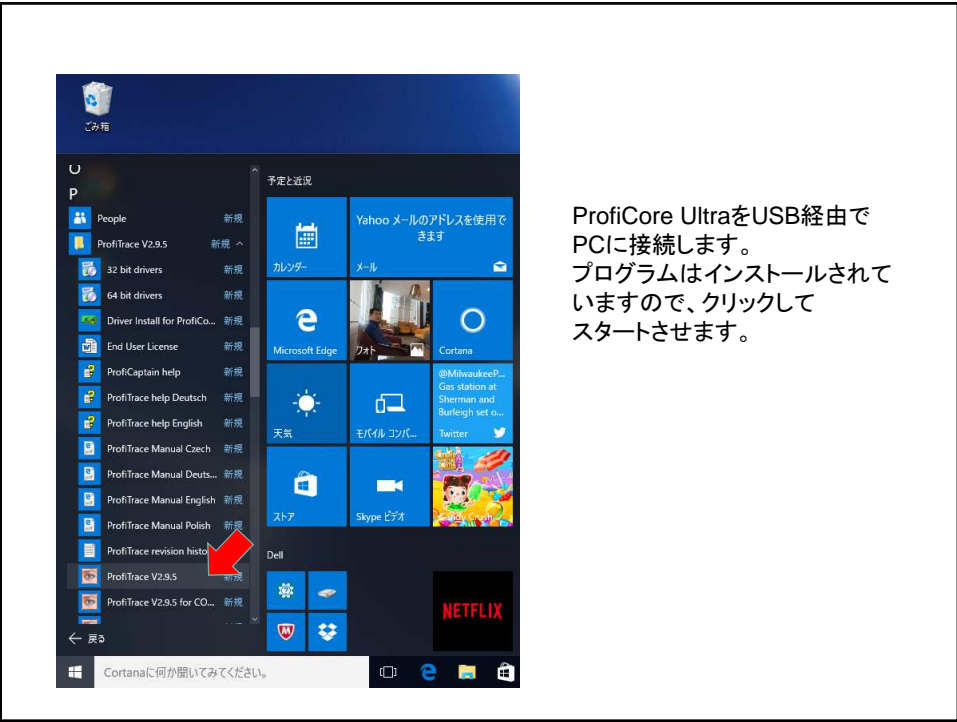 ごみ箱
O
P
People 新規
ProfiTrace V2.9.5 新規
32 bit drivers 新規
64 bit drivers 新規
Driver Install for ProfiCo... 新規
End User License 新規
ProfiCaptain help 新規
ProfiTrace help Deutsch 新規
ProfiTrace help English 新規
ProfiTrace Manual Czech 新規
ProfiTrace Manual Deuts... 新規
ProfiTrace Manual English 新規
ProfiTrace Manual Polish 新規
ProfiTrace revision histo
ProfiTrace V2.9.5 新規
ProfiTrace V2.9.5 for CO... 新規
戻る
Cortanaに何か聞いてみてください。
予定と近況
カレンダー
Yahoo メールのアドレスを使用で
きます
メール
Microsoft Edge
フォト
Cortana
天気
モバイル コンパ...
@MilwaukeeP...
Gas station at
Sherman and
Burleigh set o...
Twitter
ストア
Skype ビデオ
Candy Crush...
Dell
NETFLIX
ProfiCore UltraをUSB経由で
PCに接続します。
プログラムはインストールされて
いますので、クリックして
スタートさせます。